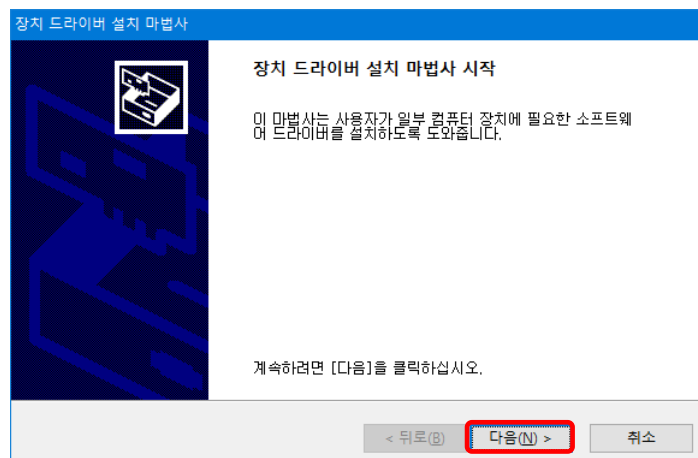 장치 드라이버 설치 마법사
장치 드라이버 설치 마법사 시작
이 마법사는 사용자가 일부 컴퓨터 장치에 필요한 소프트웨
어 드라이버를 설치하도록 도와줍니다.
계속하려면 [다음]을 클릭하십시오.
< 뒤로(B) 다음(N) > 취소